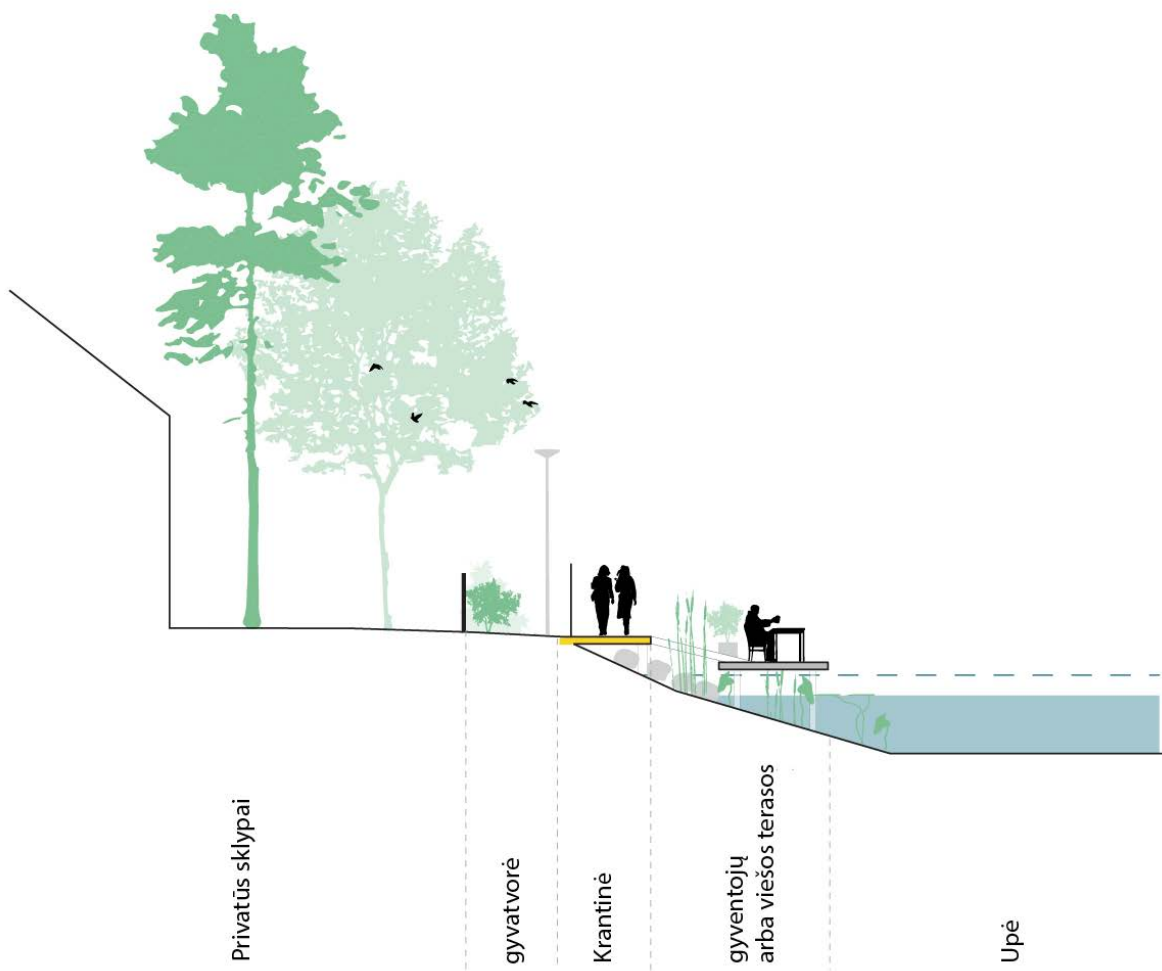 Privatūs sklypai
gyvatvorė
Krantinė
gyventojų
arba viešos terasos
Upė